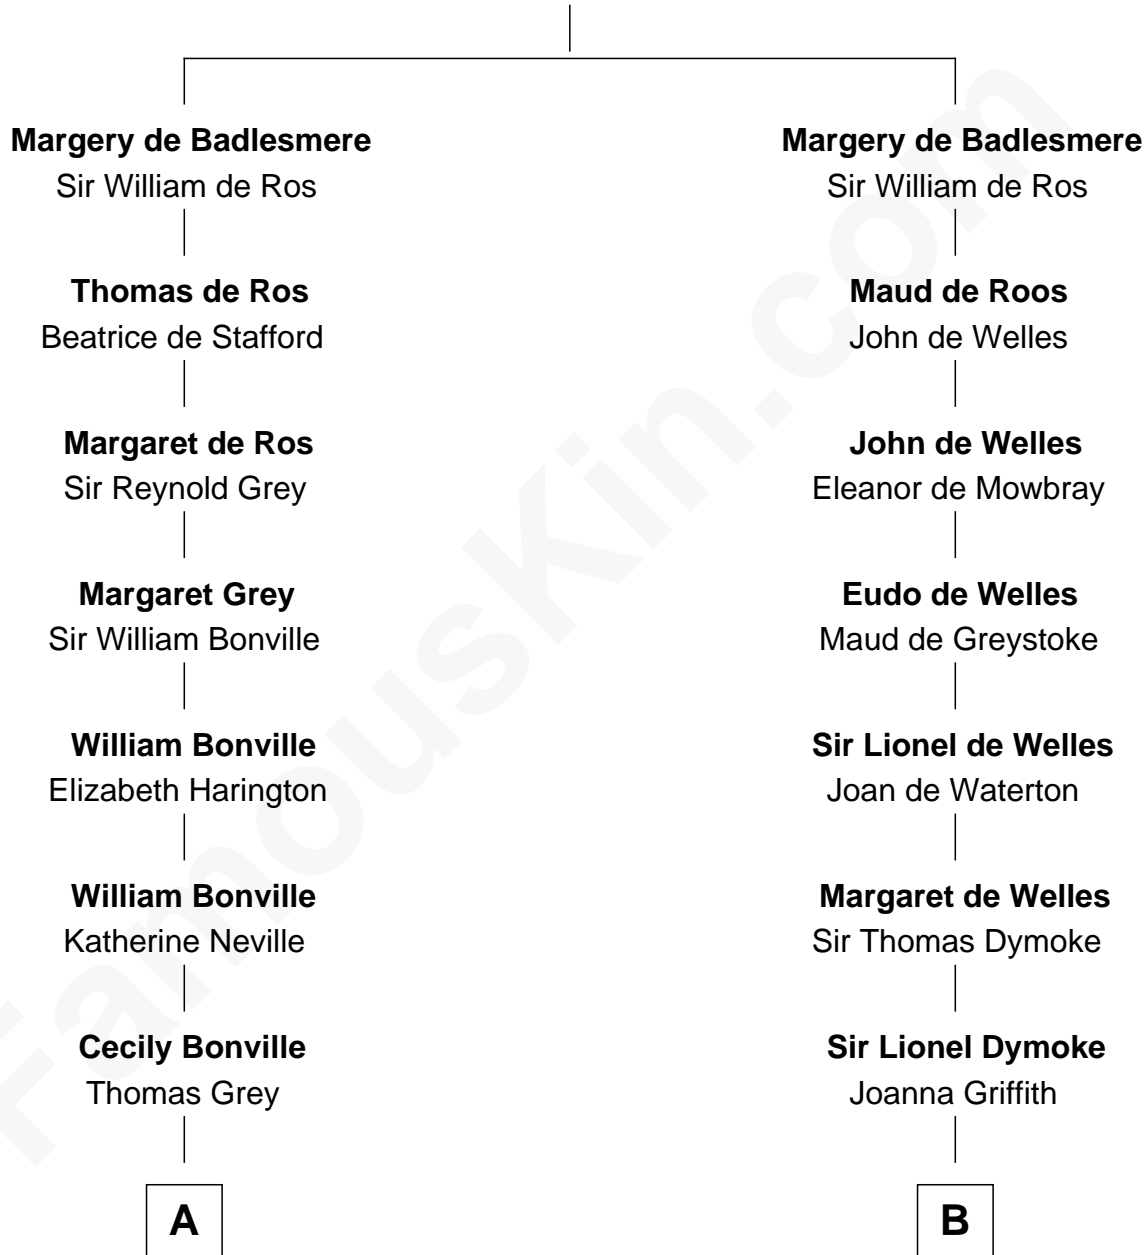 Margery de Badlesmere
Sir William de Ros
Thomas de Ros
Beatrice de Stafford
Margaret de Ros
Sir Reynold Grey
Margaret Grey
Sir William Bonville
William Bonville
Elizabeth Harington
William Bonville
Katherine Neville
Cecily Bonville
Thomas Grey
A
Margery de Badlesmere
Sir William de Ros
Maud de Roos
John de Welles
John de Welles
Eleanor de Mowbray
Eudo de Welles
Maud de Greystoke
Sir Lionel de Welles
Joan de Waterton
Margaret de Welles
Sir Thomas Dymoke
Sir Lionel Dymoke
Joanna Griffith
B
FamousKin.com